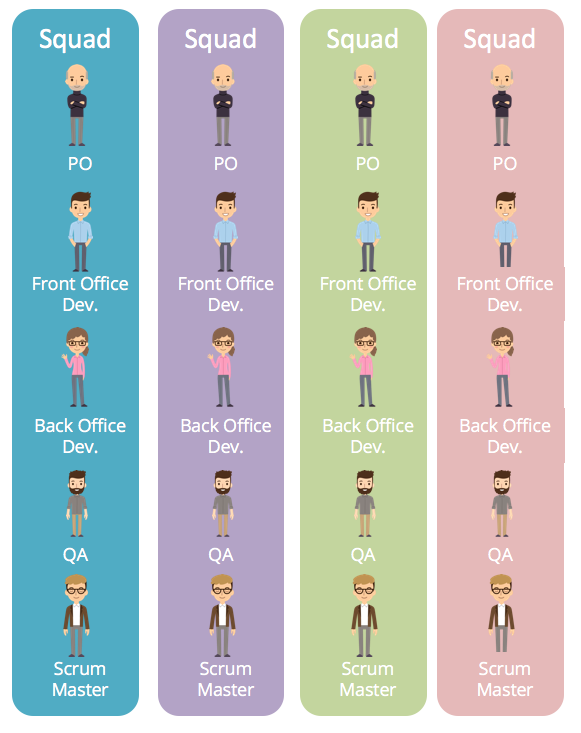 Squad
PO
Front Office
Dev.
Back Office
Dev.
QA
Scrum
Master
Squad
PO
Front Office
Dev.
Back Office
Dev.
QA
Scrum
Master
Squad
PO
Front Office
Dev.
Back Office
Dev.
QA
Scrum
Master
Squad
PO
Front Office
Dev.
Back Office
Dev.
QA
Scrum
Master